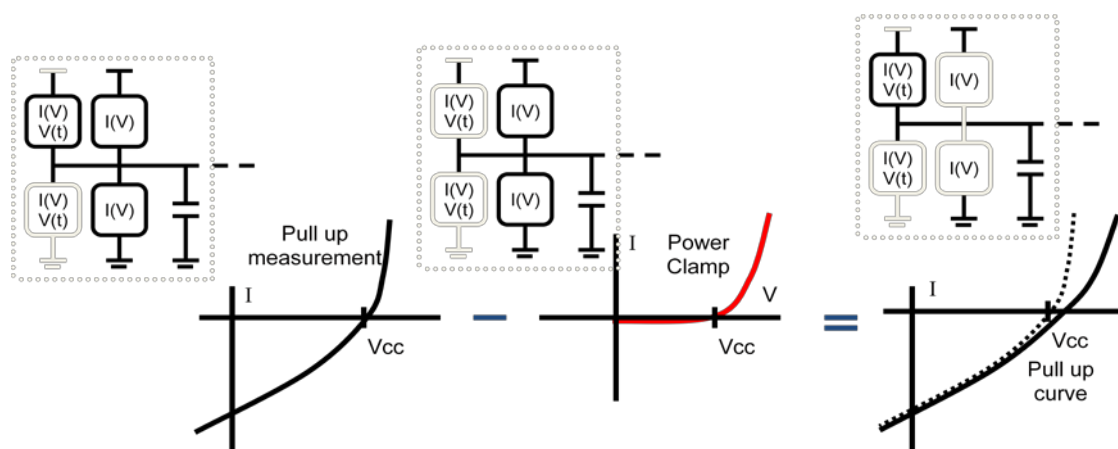 I(V)
V(t)
I(V)
I(V)
V(t)
I(V)
Pull up
measurement
I
Vcc
I(V)
V(t)
I(V)
I(V)
V(t)
I(V)
I
Power
Clamp
V
Vcc
I(V)
V(t)
I(V)
I(V)
V(t)
I(V)
I
Vcc
Pull up
curve